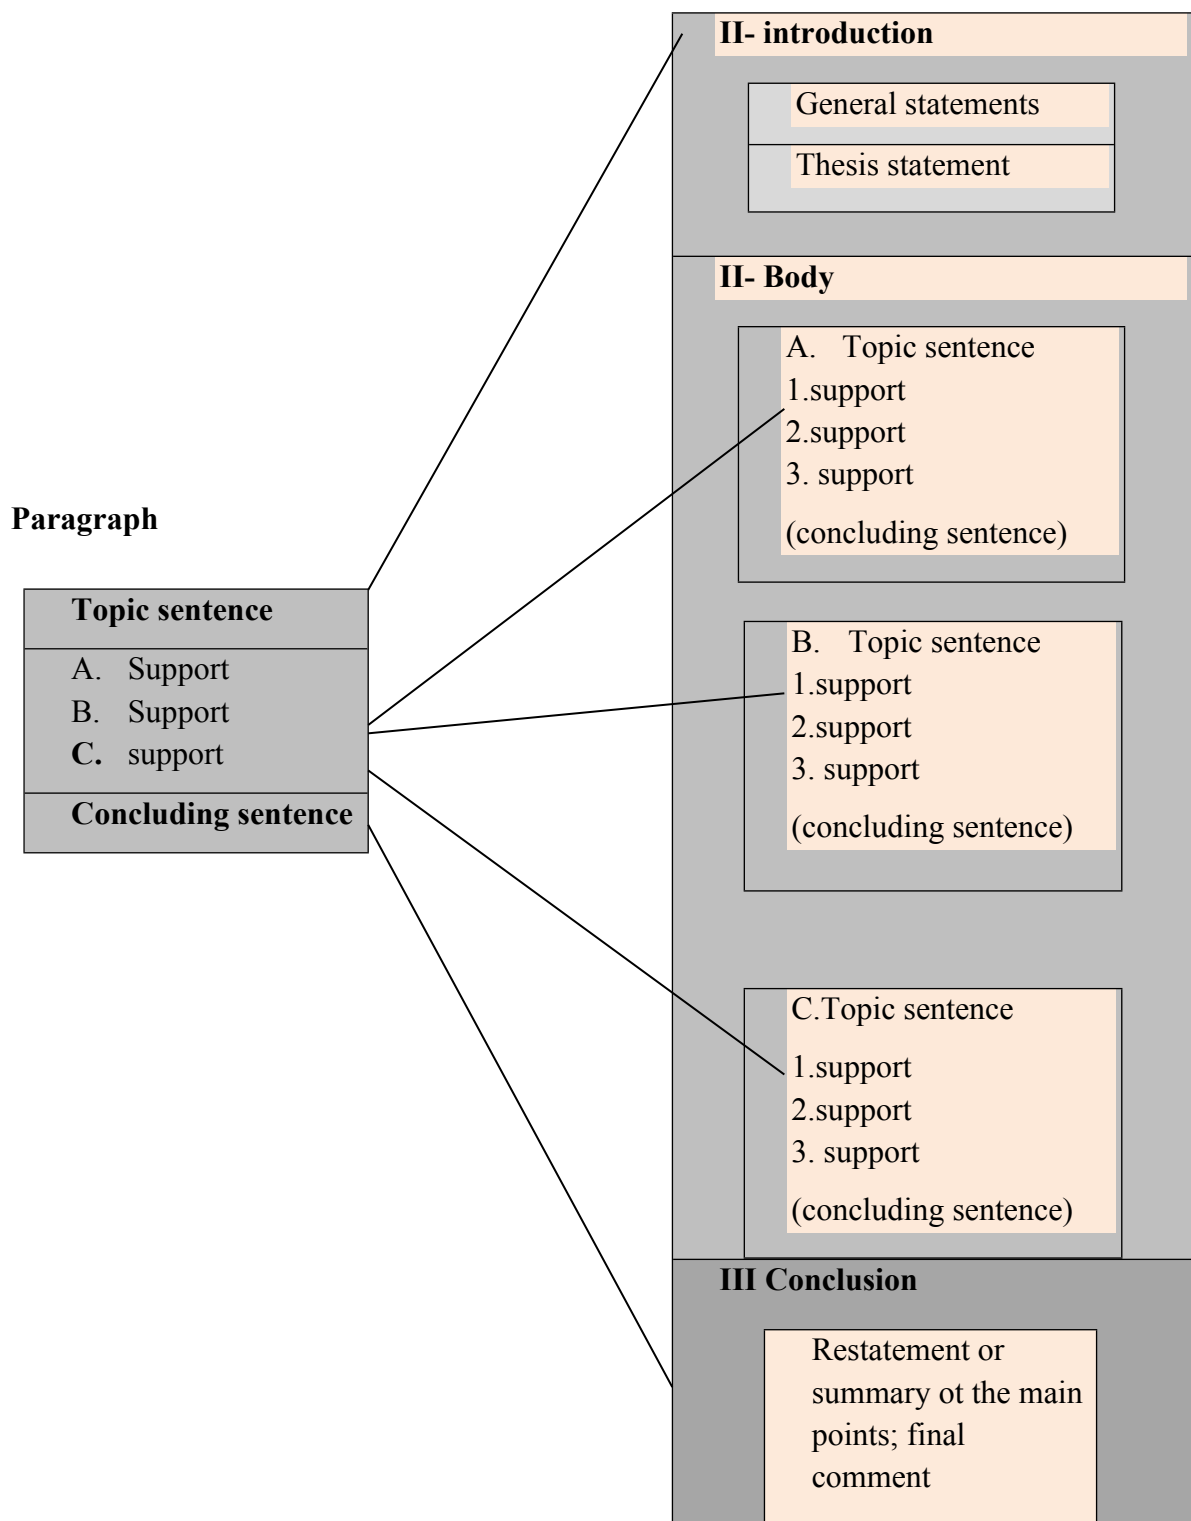 Paragraph
Topic sentence
A. Support
B. Support
C. support
Concluding sentence
II- introduction
General statements
Thesis statement
II- Body
A. Topic sentence
1.support
2.support
3. support
(concluding sentence)
B. Topic sentence
1.support
2.support
3. support
(concluding sentence)
C.Topic sentence
1.support
2.support
3. support
(concluding sentence)
III Conclusion
Restatement or
summary ot the main
points; final
comment